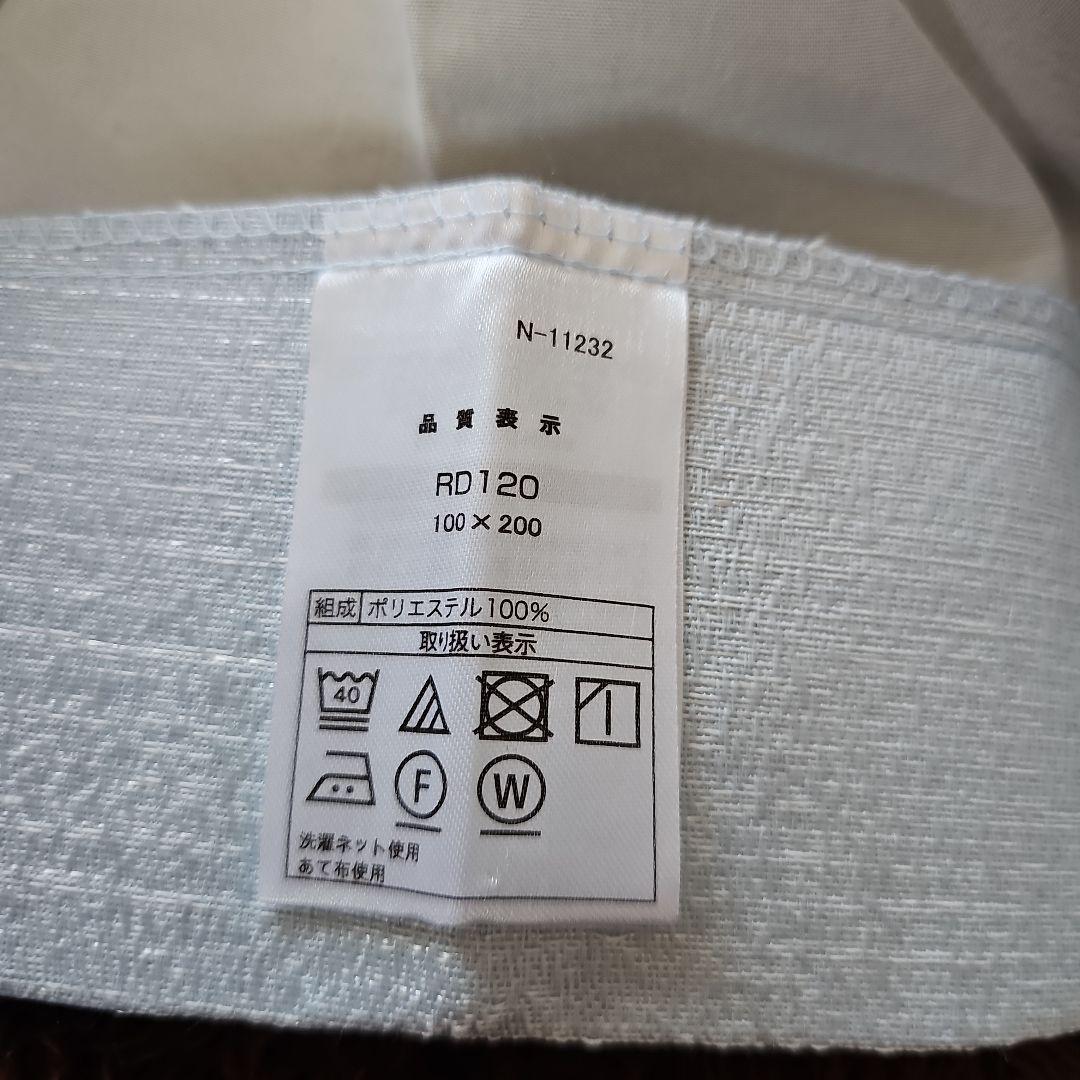 N-11232
品質表示
RD120
100×200
組成 ポリエステル100%
取り扱い表示
40
F W
洗濯ネット使用
あて布使用